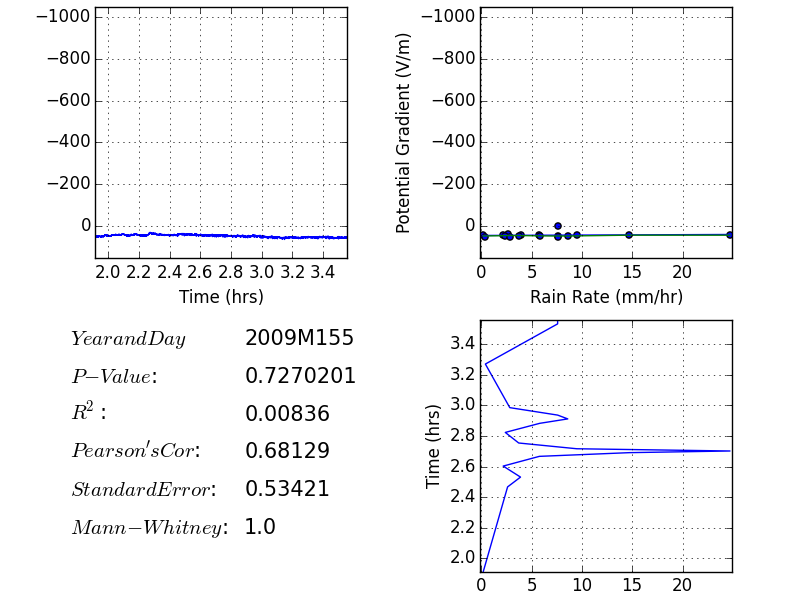 −1000
−800
−600
−400
−200
0
2.0 2.2 2.4 2.6 2.8 3.0 3.2 3.4
Time (hrs)
Potential Gradient (V/m)
−1000
−800
−600
−400
−200
0
0 5 10 15 20
Rain Rate (mm/hr)
YearandDay 2009M155
P−Value: 0.7270201
R²: 0.00836
Pearson'sCor: 0.68129
StandardError: 0.53421
Mann−Whitney: 1.0
Time (hrs)
3.4
3.2
3.0
2.8
2.6
2.4
2.2
2.0
0 5 10 15 20